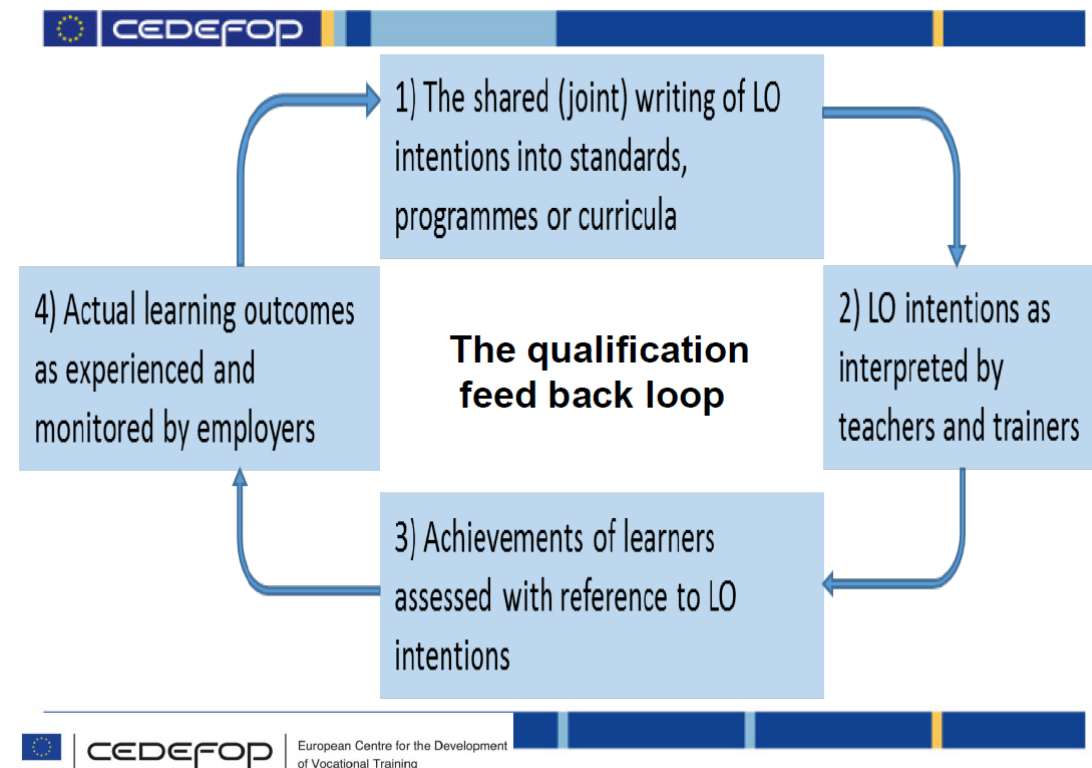 CEDEFOP
1) The shared (joint) writing of LO
intentions into standards,
programmes or curricula
4) Actual learning outcomes
as experienced and
monitored by employers
The qualification
feed back loop
2) LO intentions as
interpreted by
teachers and trainers
3) Achievements of learners
assessed with reference to LO
intentions
CEDEFOP
European Centre for the Development
of Vocational Training